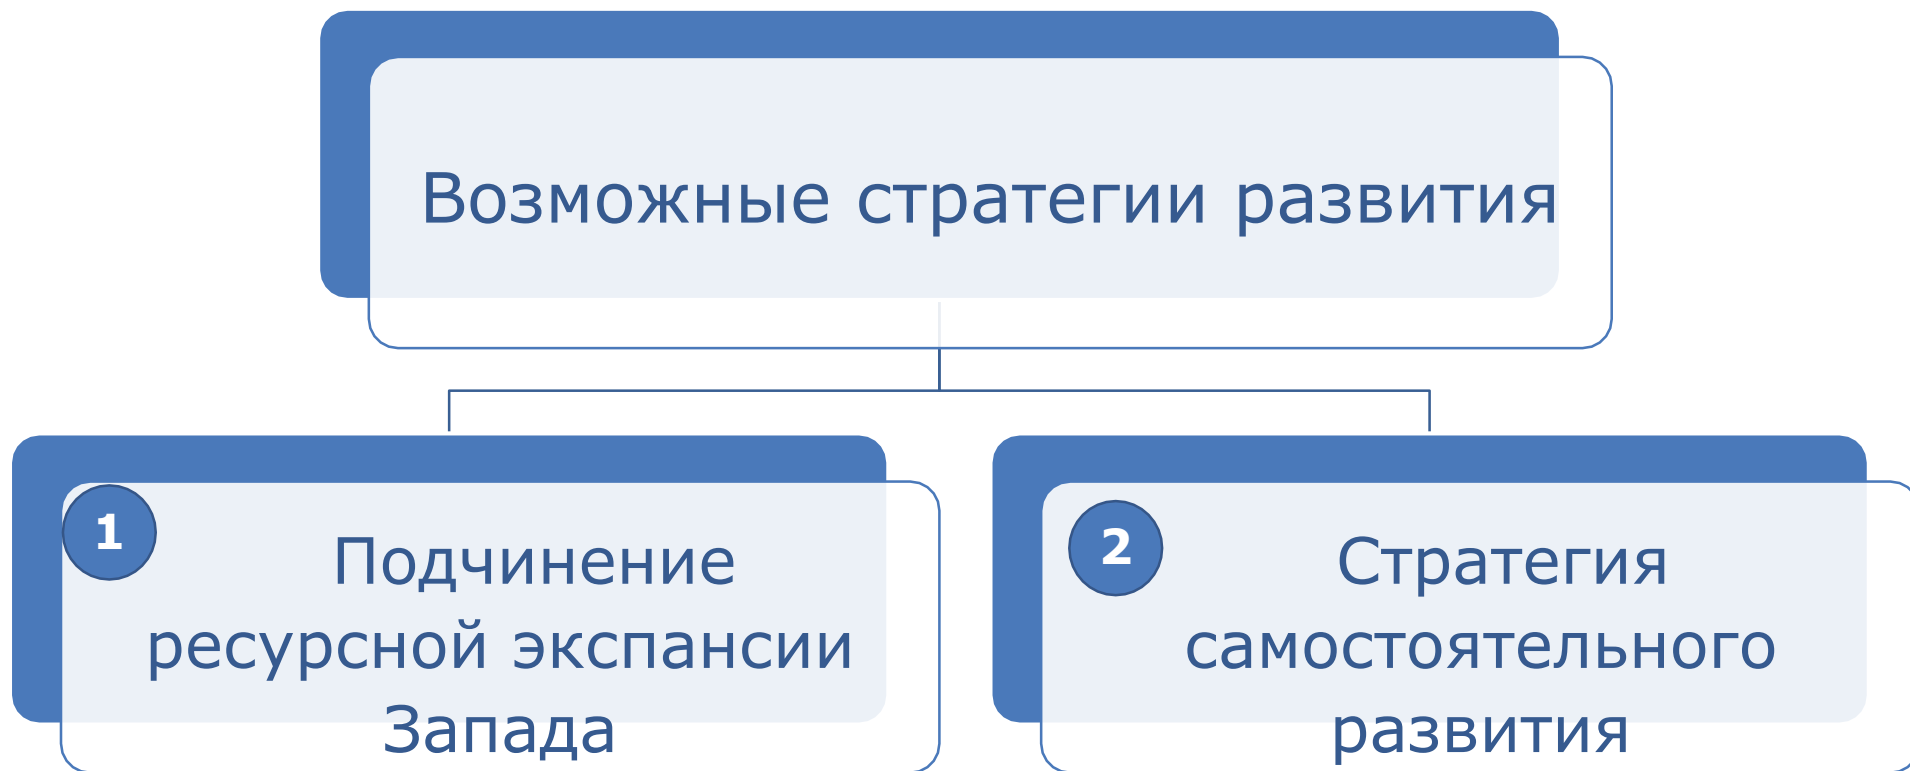 Возможные стратегии развития
1
Подчинение
ресурсной экспансии
Запада
2
Стратегия
самостоятельного
развития